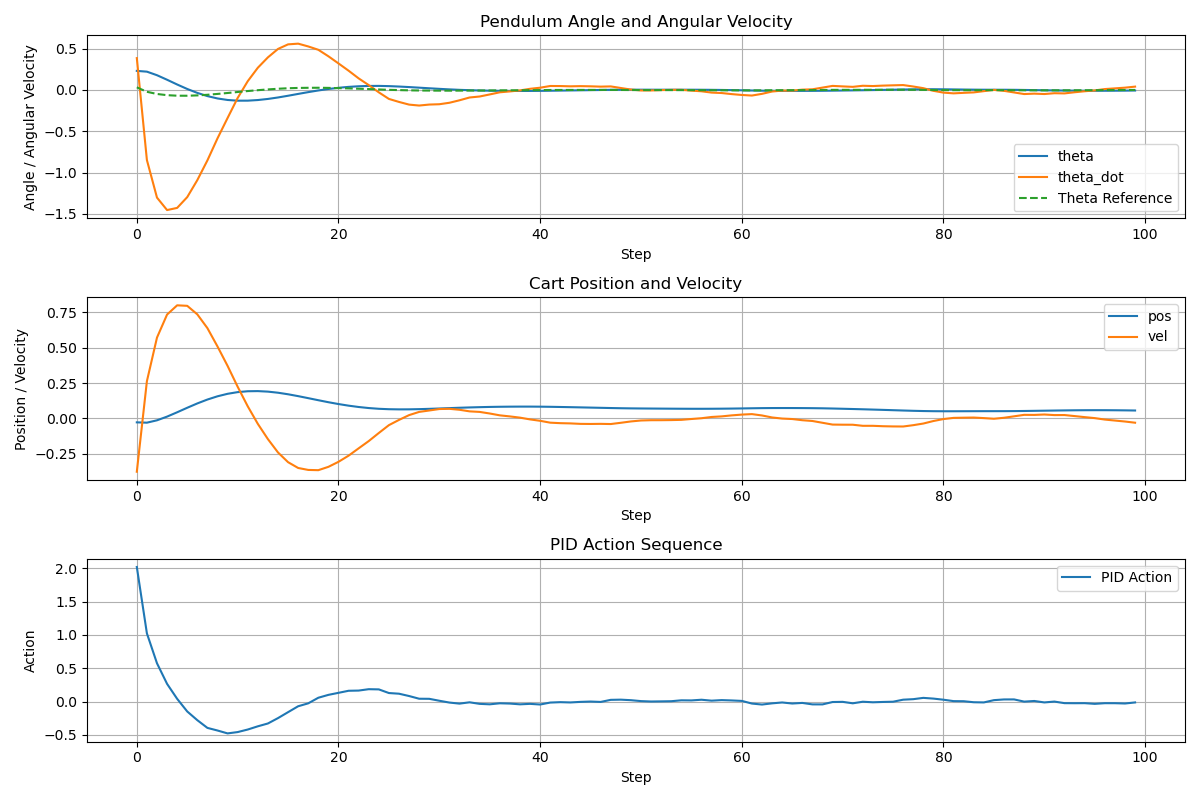 Pendulum Angle and Angular Velocity
Angle / Angular Velocity
0.5
0.0
−0.5
−1.0
−1.5
theta
theta_dot
Theta Reference
0 20 40 60 80 100
Step
Cart Position and Velocity
Position / Velocity
0.75
0.50
0.25
0.00
−0.25
pos
vel
0 20 40 60 80 100
Step
PID Action Sequence
Action
2.0
1.5
1.0
0.5
0.0
−0.5
PID Action
0 20 40 60 80 100
Step